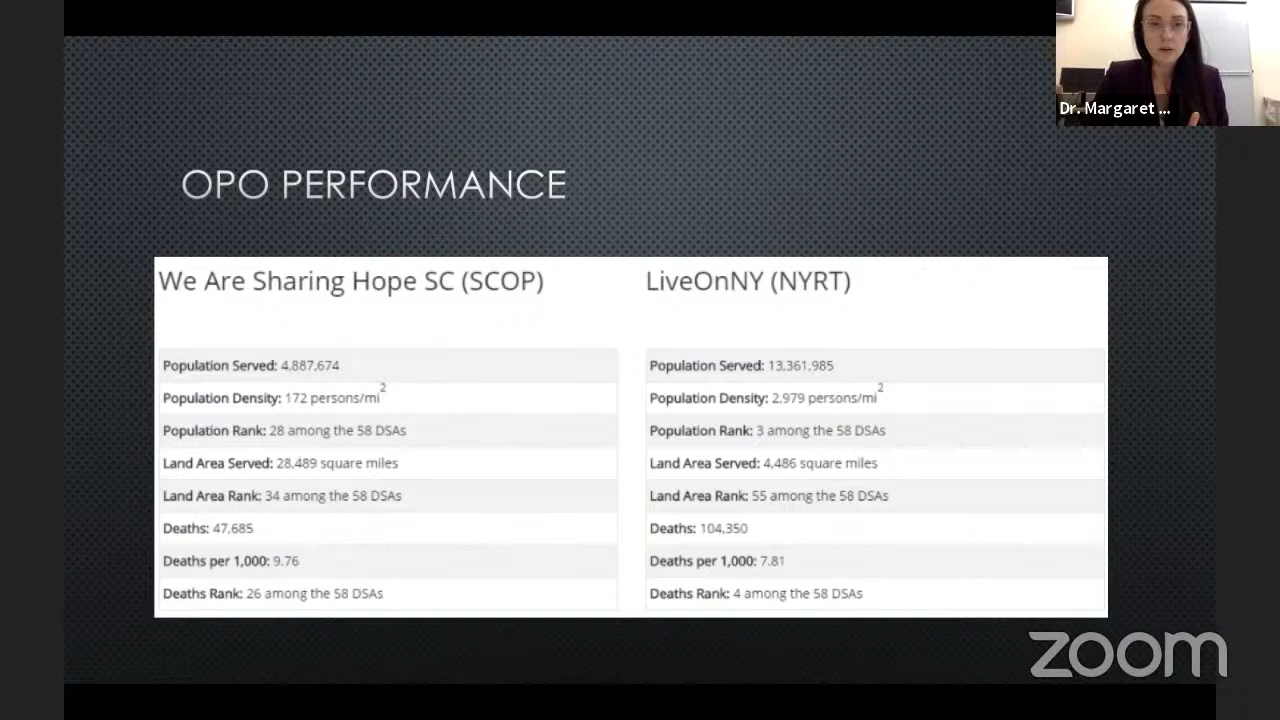 Dr. Margaret ...
OPO PERFORMANCE
We Are Sharing Hope SC (SCOP)
Population Served: 4,887,674
Population Density: 172 persons/mi2
Population Rank: 28 among the 58 DSAs
Land Area Served: 28,489 square miles
Land Area Rank: 34 among the 58 DSAs
Deaths: 47,685
Deaths per 1,000: 9.76
Deaths Rank: 26 among the 58 DSAs
LiveOnNY (NYRT)
Population Served: 13,361,985
Population Density: 2,979 persons/mi2
Population Rank: 3 among the 58 DSAs
Land Area Served: 4,486 square miles
Land Area Rank: 55 among the 58 DSAs
Deaths: 104,350
Deaths per 1,000: 7.81
Deaths Rank: 4 among the 58 DSAs
zoom